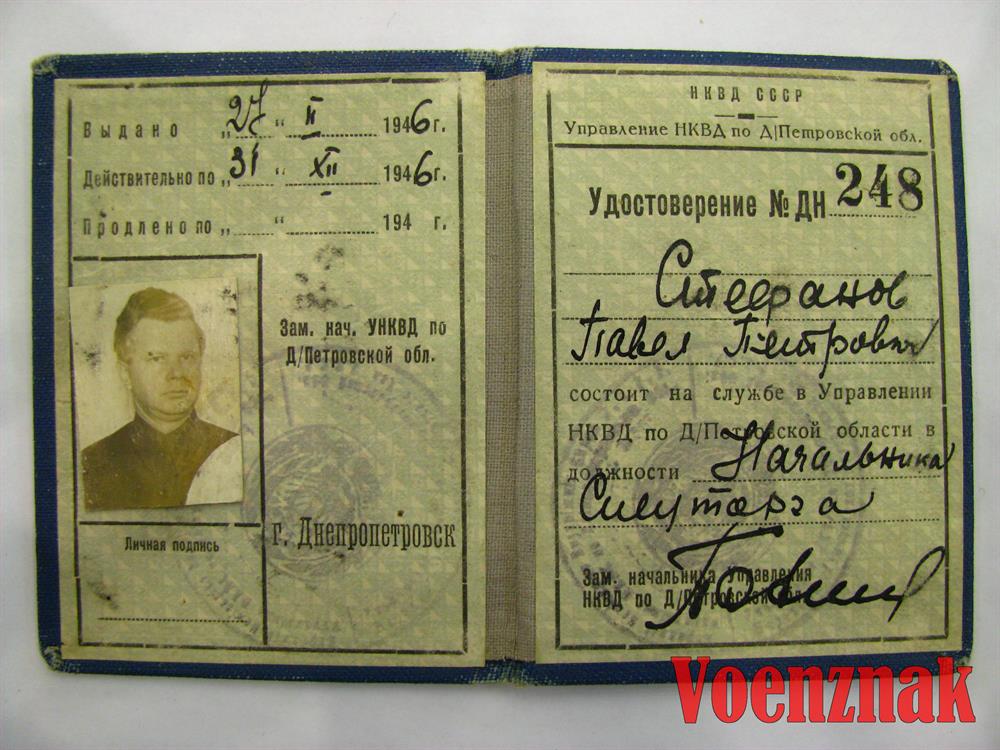 Выдано „27“ II 1946г.
Действительно по „31“ XII 1946г.
Продлено по „ “ 194 г.
Зам. нач. УНКВД по
Д/Петровской обл.
г. Днепропетровск
Личная подпись
НКВД СССР
Управление НКВД по Д/Петровской обл.
Удостоверение № ДН 248
Стефанов
Павел Петрович
состоит на службе в Управлении
НКВД по Д/Петровской области в
должности Начальника
Зам. начальника Управления
НКВД по Д/Петровской обл.
Voenznak